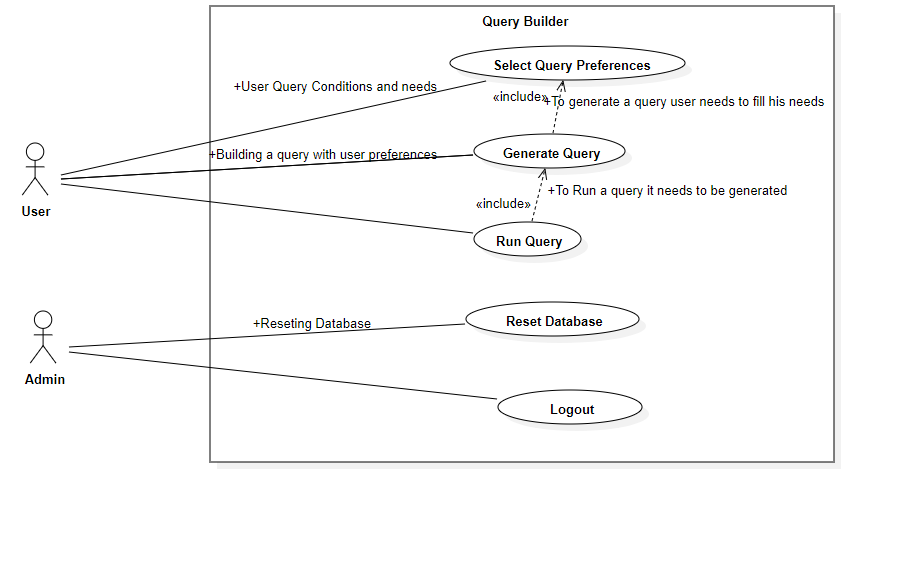 Query Builder
Select Query Preferences
+User Query Conditions and needs
«include»
+To generate a query user needs to fill his needs
+Building a query with user preferences
Generate Query
User
+To Run a query it needs to be generated
«include»
Run Query
+Reseting Database
Reset Database
Admin
Logout